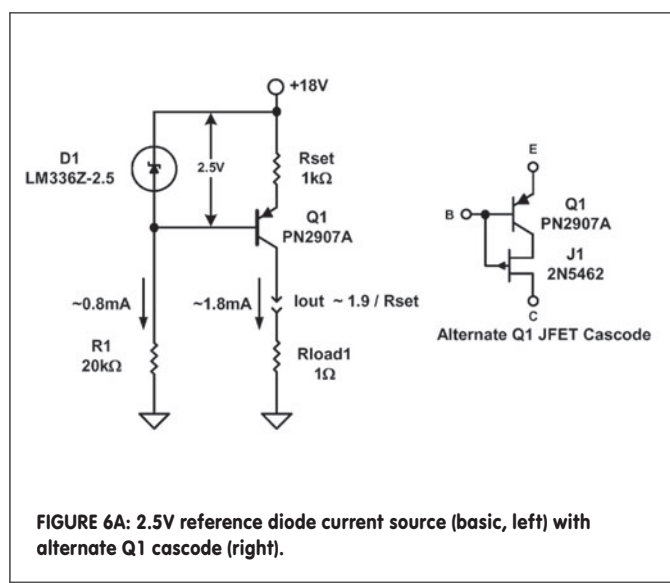 +18V
D1
LM336Z-2.5
2.5V
Rset
1kΩ
Q1
PN2907A
~0.8mA
~1.8mA
Iout ~ 1.9 / Rset
R1
20kΩ
Rload1
1Ω
E
B
Q1
PN2907A
J1
2N5462
C
Alternate Q1 JFET Cascode
FIGURE 6A: 2.5V reference diode current source (basic, left) with
alternate Q1 cascode (right).